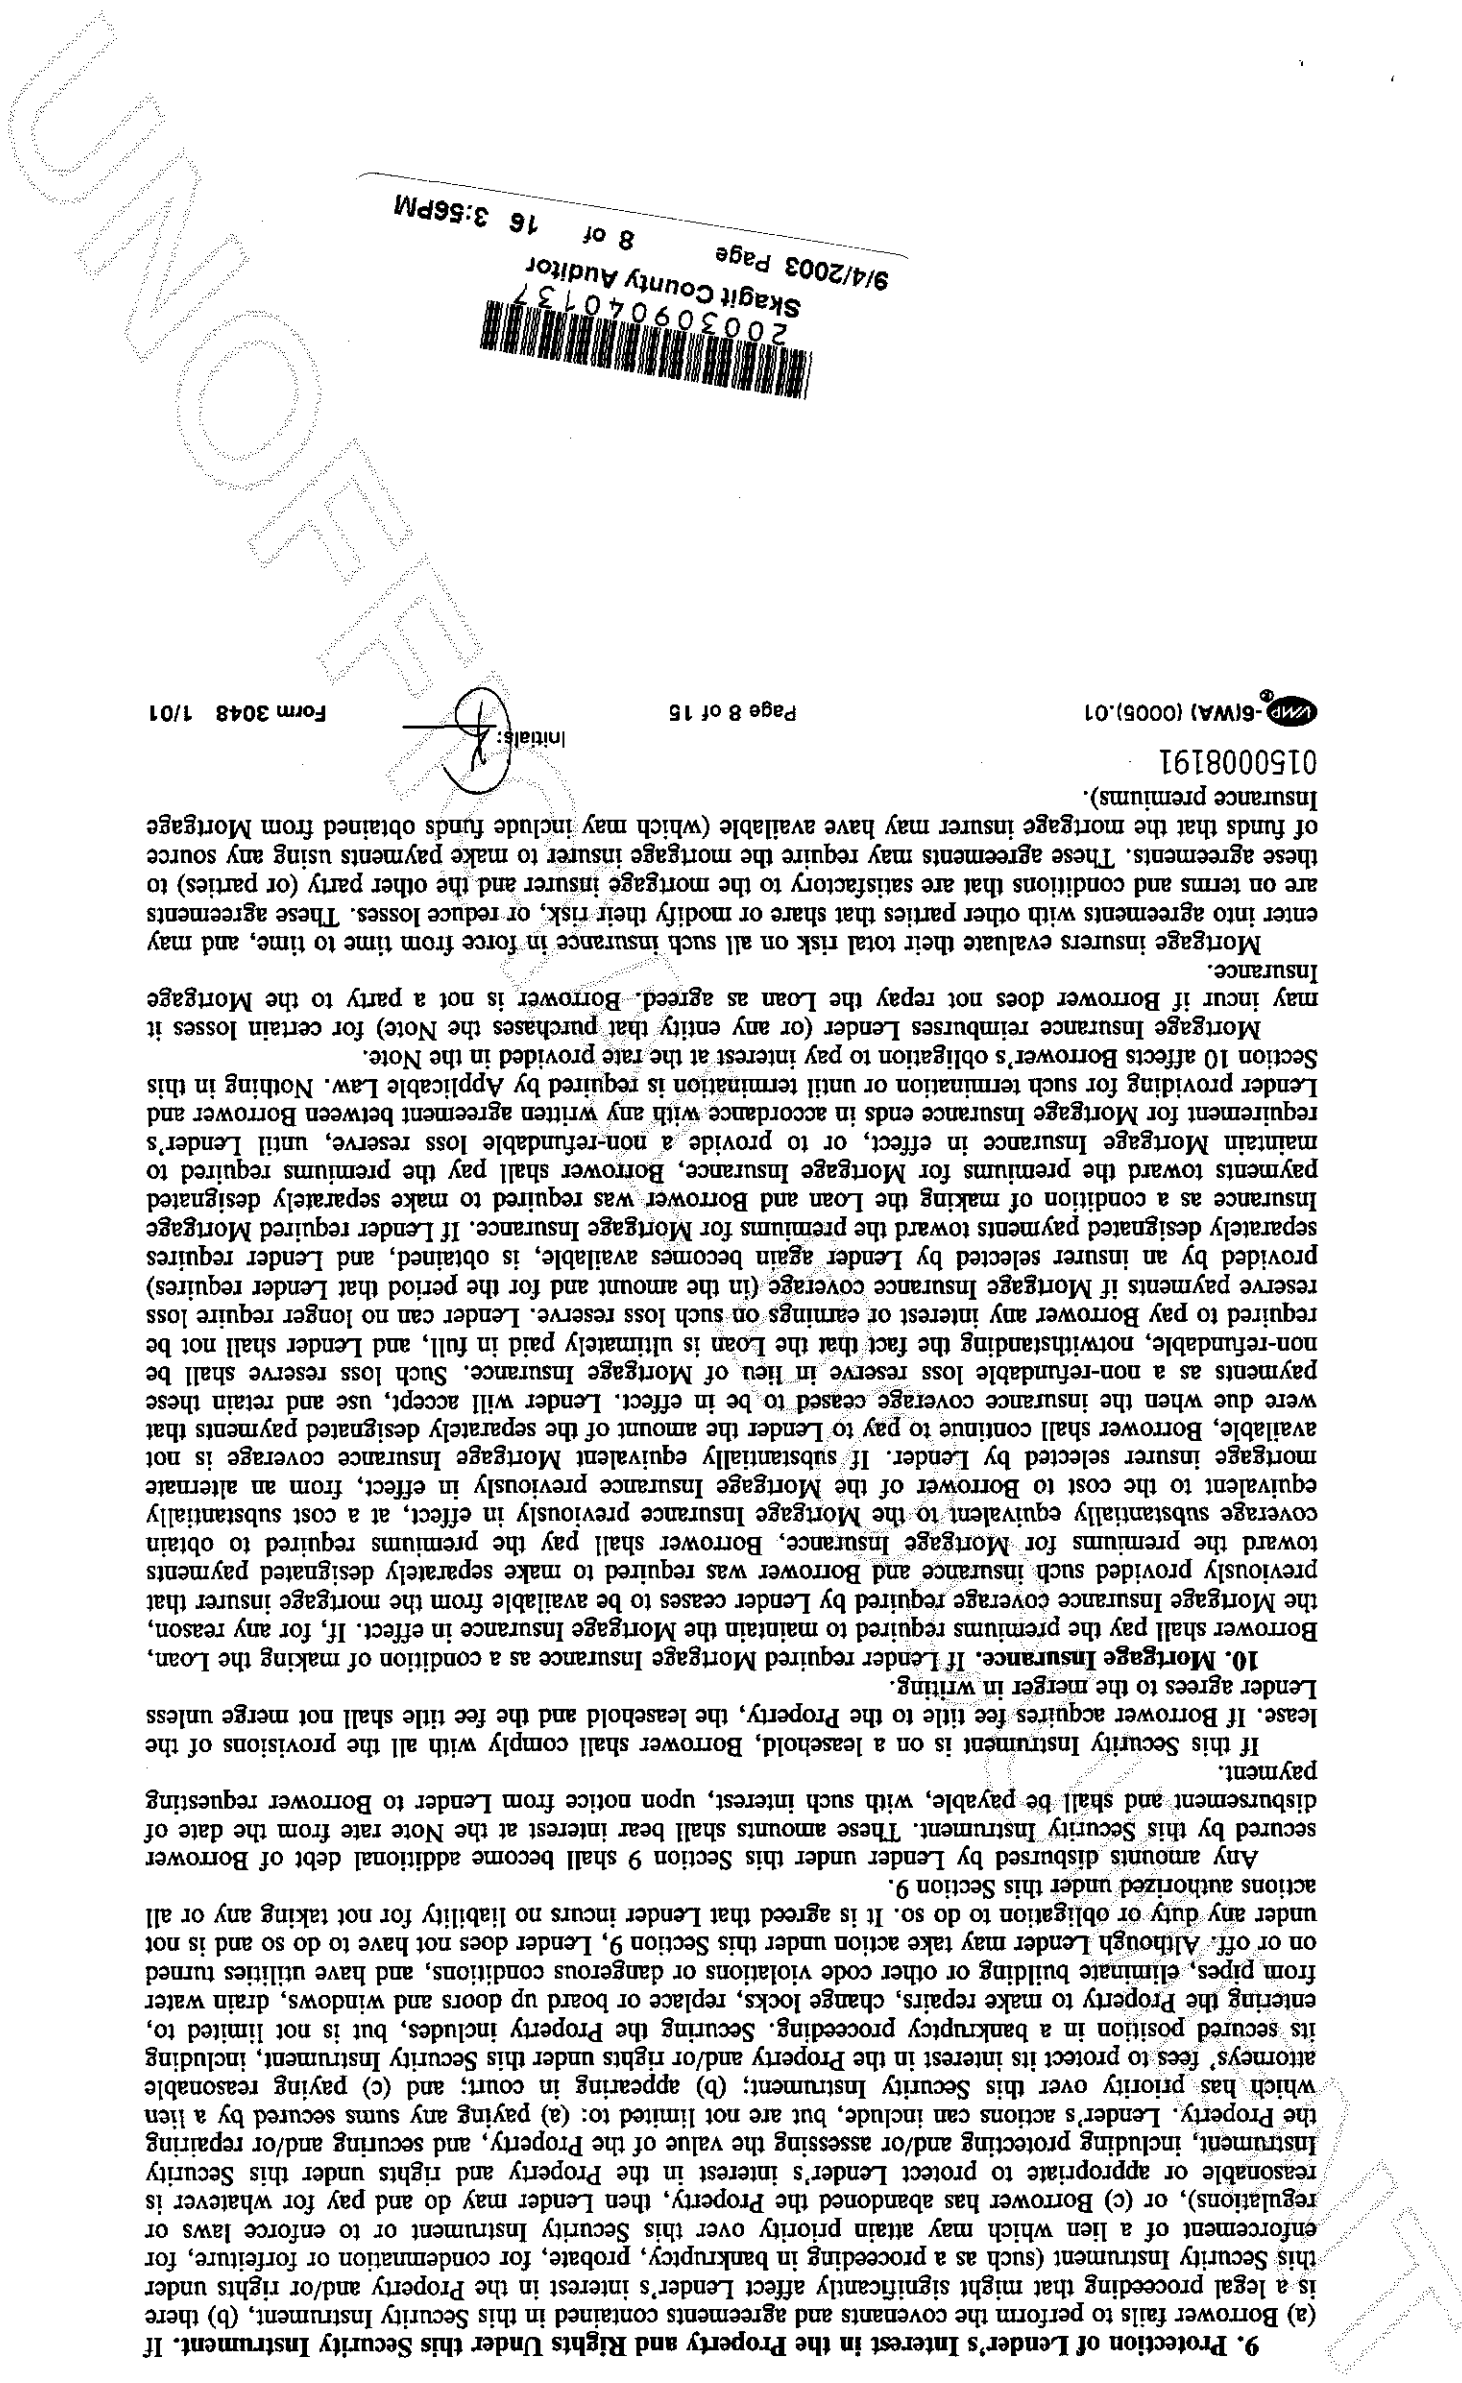 9. Protection of Lender's Interest in the Property and Rights Under this Security Instrument. If
(a) Borrower fails to perform the covenants and agreements contained in this Security Instrument, (b) there
is a legal proceeding that might significantly affect Lender's interest in the Property and/or rights under
this Security Instrument (such as a proceeding in bankruptcy, probate, for condemnation or forfeiture, for
enforcement of a lien which may attain priority over this Security Instrument or to enforce laws or
regulations), or (c) Borrower has abandoned the Property, then Lender may do and pay for whatever is
reasonable or appropriate to protect Lender's interest in the Property and rights under this Security
Instrument, including protecting and/or assessing the value of the Property, and securing and/or repairing
the Property. Lender's actions can include, but are not limited to: (a) paying any sums secured by a lien
which has priority over this Security Instrument; (b) appearing in court; and (c) paying reasonable
attorneys' fees to protect its interest in the Property and/or rights under this Security Instrument, including
its secured position in a bankruptcy proceeding. Securing the Property includes, but is not limited to,
entering the Property to make repairs, change locks, replace or board up doors and windows, drain water
from pipes, eliminate building or other code violations or dangerous conditions, and have utilities turned
on or off. Although Lender may take action under this Section 9, Lender does not have to do so and is not
under any duty or obligation to do so. It is agreed that Lender incurs no liability for not taking any or all
actions authorized under this Section 9.
Any amounts disbursed by Lender under this Section 9 shall become additional debt of Borrower
secured by this Security Instrument. These amounts shall bear interest at the Note rate from the date of
disbursement and shall be payable, with such interest, upon notice from Lender to Borrower requesting
payment.
If this Security Instrument is on a leasehold, Borrower shall comply with all the provisions of the
lease. If Borrower acquires fee title to the Property, the leasehold and the fee title shall not merge unless
Lender agrees to the merger in writing.
10. Mortgage Insurance. If Lender required Mortgage Insurance as a condition of making the Loan,
Borrower shall pay the premiums required to maintain the Mortgage Insurance in effect. If, for any reason,
the Mortgage Insurance coverage required by Lender ceases to be available from the mortgage insurer that
previously provided such insurance and Borrower was required to make separately designated payments
toward the premiums for Mortgage Insurance, Borrower shall pay the premiums required to obtain
coverage substantially equivalent to the Mortgage Insurance previously in effect, at a cost substantially
equivalent to the cost to Borrower of the Mortgage Insurance previously in effect, from an alternate
mortgage insurer selected by Lender. If substantially equivalent Mortgage Insurance coverage is not
available, Borrower shall continue to pay to Lender the amount of the separately designated payments that
were due when the insurance coverage ceased to be in effect. Lender will accept, use and retain these
payments as a non-refundable loss reserve in lieu of Mortgage Insurance. Such loss reserve shall be
non-refundable, notwithstanding the fact that the Loan is ultimately paid in full, and Lender shall not be
required to pay Borrower any interest or earnings on such loss reserve. Lender can no longer require loss
reserve payments if Mortgage Insurance coverage (in the amount and for the period that Lender requires)
provided by an insurer selected by Lender again becomes available, is obtained, and Lender requires
separately designated payments toward the premiums for Mortgage Insurance. If Lender required Mortgage
Insurance as a condition of making the Loan and Borrower was required to make separately designated
payments toward the premiums for Mortgage Insurance, Borrower shall pay the premiums required to
maintain Mortgage Insurance in effect, or to provide a non-refundable loss reserve, until Lender's
requirement for Mortgage Insurance ends in accordance with any written agreement between Borrower and
Lender providing for such termination or until termination is required by Applicable Law. Nothing in this
Section 10 affects Borrower's obligation to pay interest at the rate provided in the Note.
Mortgage Insurance reimburses Lender (or any entity that purchases the Note) for certain losses it
may incur if Borrower does not repay the Loan as agreed. Borrower is not a party to the Mortgage
Insurance.
Mortgage insurers evaluate their total risk on all such insurance in force from time to time, and may
enter into agreements with other parties that share or modify their risk, or reduce losses. These agreements
are on terms and conditions that are satisfactory to the mortgage insurer and the other party (or parties) to
these agreements. These agreements may require the mortgage insurer to make payments using any source
of funds that the mortgage insurer may have available (which may include funds obtained from Mortgage
Insurance premiums).
0150008191
Initials:
VMP®-6(WA) (0005).01 Page 8 of 15 Form 3048 1/01
200309040137
Skagit County Auditor
9/4/2003 Page 8 of 16 3:56PM
UNOFFICIAL DOCUMENT